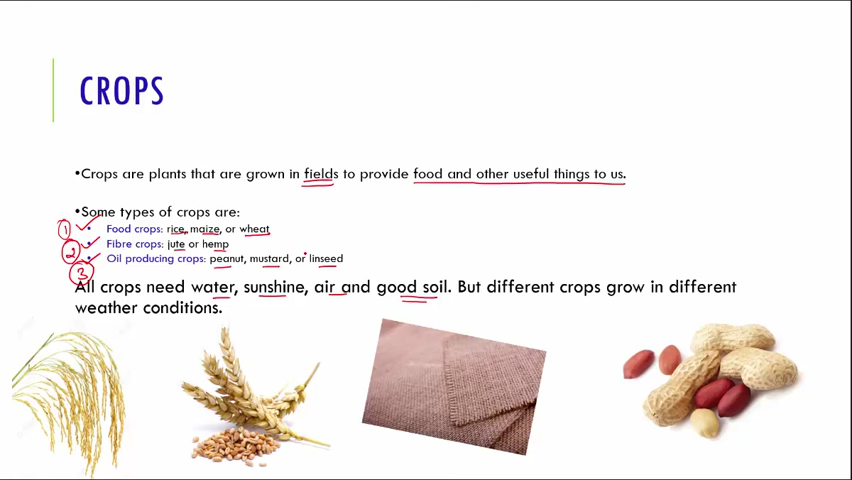 CROPS
•Crops are plants that are grown in fields to provide food and other useful things to us.
•Some types of crops are:
1 • Food crops: rice, maize, or wheat
2 • Fibre crops: jute or hemp
3 • Oil producing crops: peanut, mustard, or linseed
All crops need water, sunshine, air and good soil. But different crops grow in different
weather conditions.